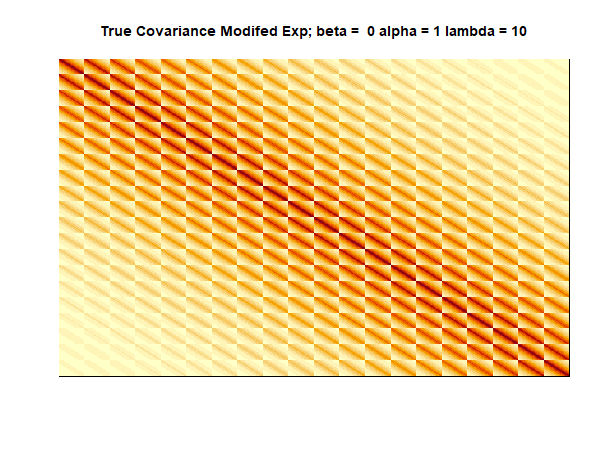 True Covariance Modifed Exp; beta =  0 alpha = 1 lambda = 10